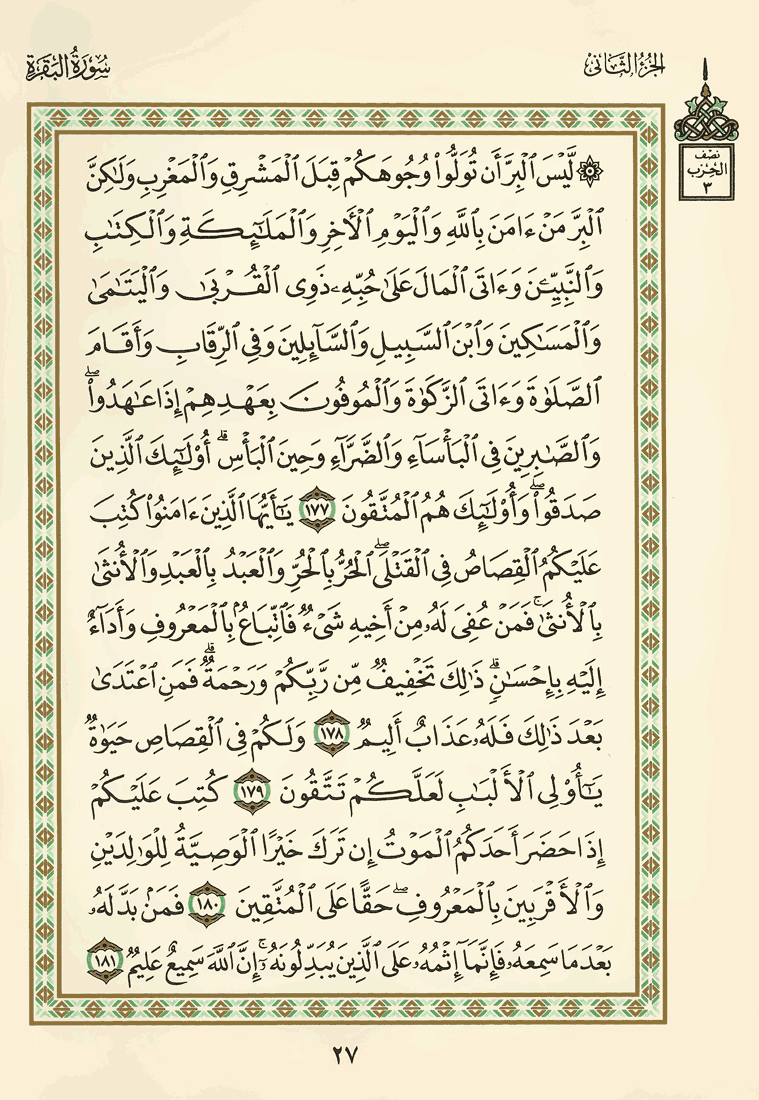 الجزء الثاني
سورة البقرة
نصف
الحزب
٣
۞ لَّيْسَ ٱلْبِرَّ أَن تُوَلُّوا۟ وُجُوهَكُمْ قِبَلَ ٱلْمَشْرِقِ وَٱلْمَغْرِبِ وَلَـٰكِنَّ
ٱلْبِرَّ مَنْ ءَامَنَ بِٱللَّهِ وَٱلْيَوْمِ ٱلْـَٔاخِرِ وَٱلْمَلَـٰٓئِكَةِ وَٱلْكِتَـٰبِ
وَٱلنَّبِيِّـۧنَ وَءَاتَى ٱلْمَالَ عَلَىٰ حُبِّهِۦ ذَوِى ٱلْقُرْبَىٰ وَٱلْيَتَـٰمَىٰ
وَٱلْمَسَـٰكِينَ وَٱبْنَ ٱلسَّبِيلِ وَٱلسَّآئِلِينَ وَفِى ٱلرِّقَابِ وَأَقَامَ
ٱلصَّلَوٰةَ وَءَاتَى ٱلزَّكَوٰةَ وَٱلْمُوفُونَ بِعَهْدِهِمْ إِذَا عَـٰهَدُوا۟ ۖ
وَٱلصَّـٰبِرِينَ فِى ٱلْبَأْسَآءِ وَٱلضَّرَّآءِ وَحِينَ ٱلْبَأْسِ ۗ أُو۟لَـٰٓئِكَ ٱلَّذِينَ
صَدَقُوا۟ ۖ وَأُو۟لَـٰٓئِكَ هُمُ ٱلْمُتَّقُونَ ١٧٧ يَـٰٓأَيُّهَا ٱلَّذِينَ ءَامَنُوا۟ كُتِبَ
عَلَيْكُمُ ٱلْقِصَاصُ فِى ٱلْقَتْلَى ۖ ٱلْحُرُّ بِٱلْحُرِّ وَٱلْعَبْدُ بِٱلْعَبْدِ وَٱلْأُنثَىٰ
بِٱلْأُنثَىٰ ۚ فَمَنْ عُفِىَ لَهُۥ مِنْ أَخِيهِ شَىْءٌ فَٱتِّبَاعٌۢ بِٱلْمَعْرُوفِ وَأَدَآءٌ
إِلَيْهِ بِإِحْسَـٰنٍ ۗ ذَٰلِكَ تَخْفِيفٌ مِّن رَّبِّكُمْ وَرَحْمَةٌ ۗ فَمَنِ ٱعْتَدَىٰ
بَعْدَ ذَٰلِكَ فَلَهُۥ عَذَابٌ أَلِيمٌ ١٧٨ وَلَكُمْ فِى ٱلْقِصَاصِ حَيَوٰةٌ
يَـٰٓأُو۟لِى ٱلْأَلْبَـٰبِ لَعَلَّكُمْ تَتَّقُونَ ١٧٩ كُتِبَ عَلَيْكُمْ
إِذَا حَضَرَ أَحَدَكُمُ ٱلْمَوْتُ إِن تَرَكَ خَيْرًا ٱلْوَصِيَّةُ لِلْوَٰلِدَيْنِ
وَٱلْأَقْرَبِينَ بِٱلْمَعْرُوفِ ۖ حَقًّا عَلَى ٱلْمُتَّقِينَ ١٨٠ فَمَنۢ بَدَّلَهُۥ
بَعْدَ مَا سَمِعَهُۥ فَإِنَّمَآ إِثْمُهُۥ عَلَى ٱلَّذِينَ يُبَدِّلُونَهُۥٓ ۚ إِنَّ ٱللَّهَ سَمِيعٌ عَلِيمٌ ١٨١
٢٧